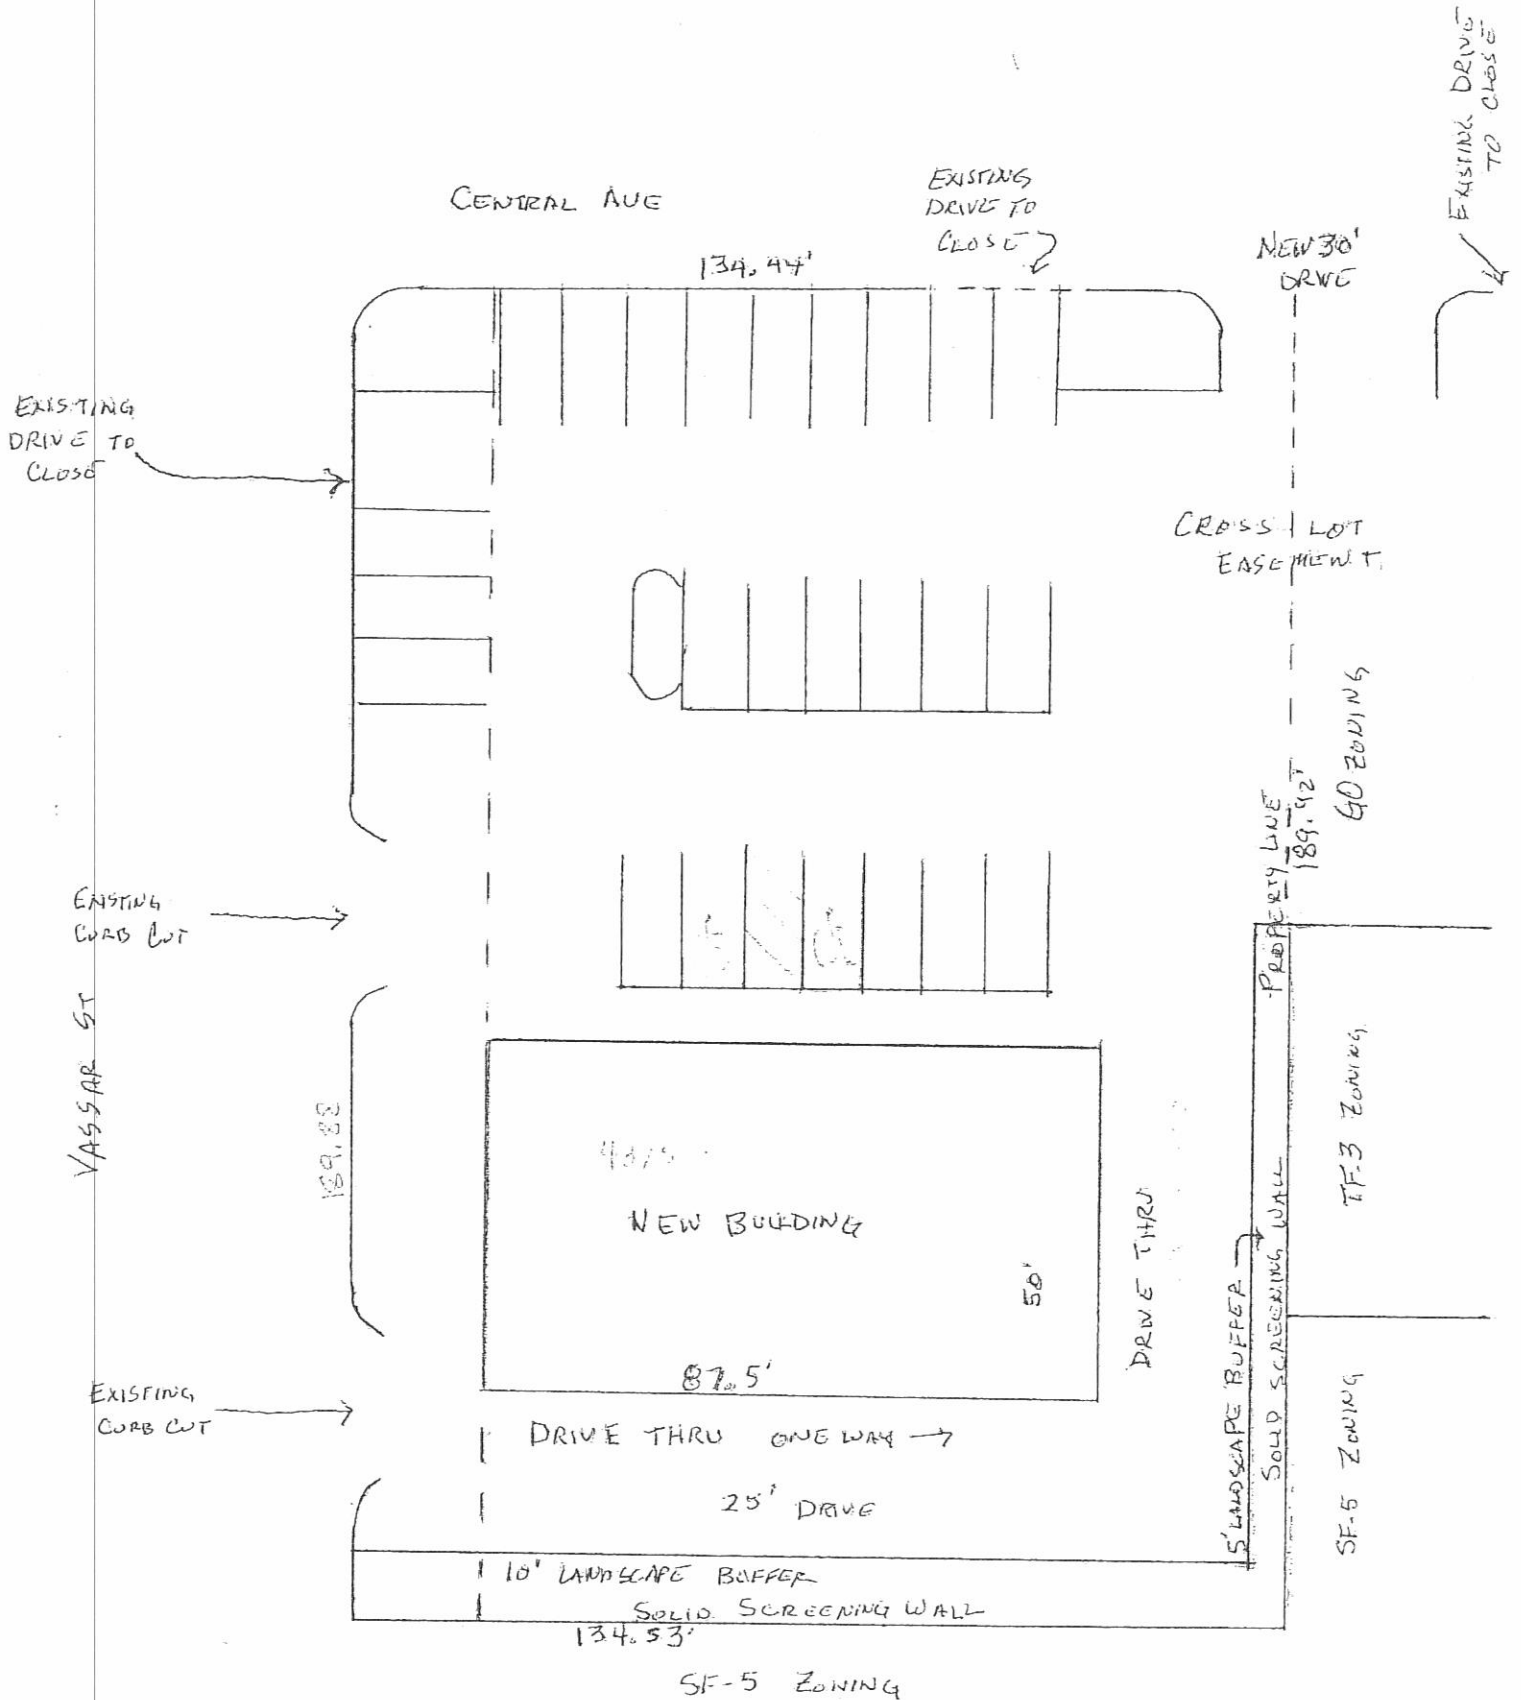 EXISTING DRIVE
TO CLOSE
CENTRAL AVE
EXISTING
DRIVE TO
CLOSE
134.44'
NEW 30'
DRIVE
EXISTING
DRIVE TO
CLOSE
CROSS LOT
EASEMENT
GO ZONING
PROPERTY LINE
189.92'
EXISTING
CURB CUT
VASSAR ST
189.88
4375
NEW BUILDING
50'
87.5'
DRIVE THRU
TF-3 ZONING
5' LANDSCAPE BUFFER
SOLID SCREENING WALL
SF-5 ZONING
EXISTING
CURB CUT
DRIVE THRU ONE WAY
25' DRIVE
10' LANDSCAPE BUFFER
SOLID SCREENING WALL
134.53'
SF-5 ZONING